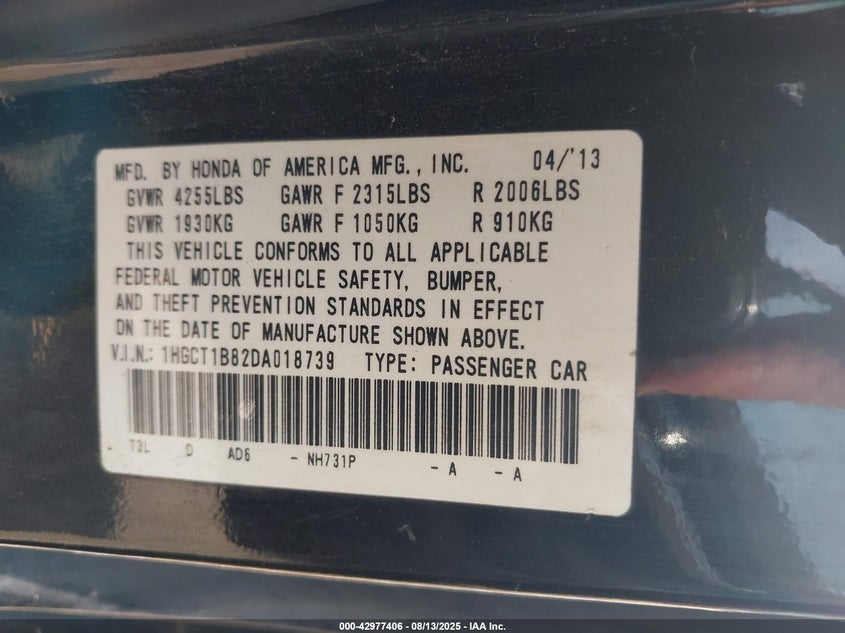 MFD. BY HONDA OF AMERICA MFG., INC. 04/'13
GVWR 4255LBS GAWR F 2315LBS R 2006LBS
GVWR 1930KG GAWR F 1050KG R 910KG
THIS VEHICLE CONFORMS TO ALL APPLICABLE
FEDERAL MOTOR VEHICLE SAFETY, BUMPER,
AND THEFT PREVENTION STANDARDS IN EFFECT
ON THE DATE OF MANUFACTURE SHOWN ABOVE.
V.I.N.: 1HGCT1B82DA018739 TYPE: PASSENGER CAR
T3L D AD6 - NH731P - A - A
000-42977406 - 08/13/2025 - IAA Inc.